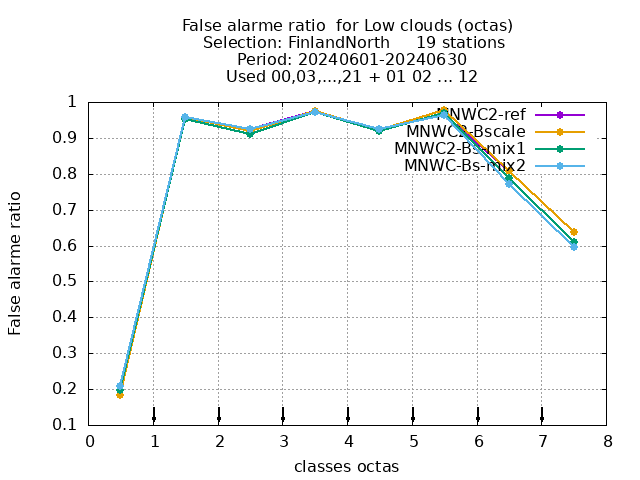 False alarme ratio  for Low clouds (octas)
Selection: FinlandNorth     19 stations
Period: 20240601-20240630
Used 00,03,...,21 + 01 02 ... 12
MNWC2-ref
MNWC2-Bscale
MNWC2-Bs-mix1
MNWC-Bs-mix2
False alarme ratio
1
0.9
0.8
0.7
0.6
0.5
0.4
0.3
0.2
0.1
0 1 2 3 4 5 6 7 8
classes octas